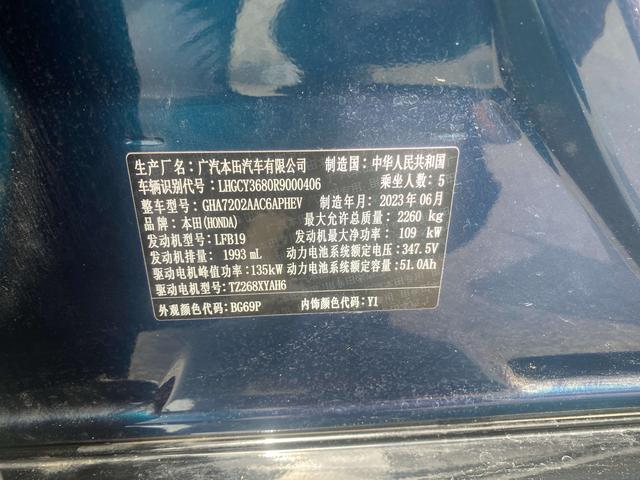 生产厂名：广汽本田汽车有限公司 制造国：中华人民共和国
车辆识别代号：LHGCY3680R9000406 乘坐人数：5
整车型号：GHA7202AAC6APHEV 制造年月：2023年06月
品牌：本田(HONDA) 最大允许总质量：2260 kg
发动机型号：LFB19 发动机最大净功率：109 kW
发动机排量：1993 mL 动力电池系统额定电压：347.5V
驱动电机峰值功率：135kW 动力电池系统额定容量：51.0Ah
驱动电机型号：TZ268XYAH6
外观颜色代码：BG69P 内饰颜色代码：YI